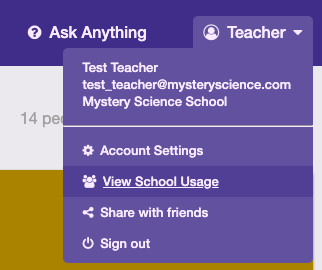 Ask Anything
Teacher
Test Teacher
test_teacher@mysteryscience.com
Mystery Science School
14
Account Settings
View School Usage
Share with friends
Sign out